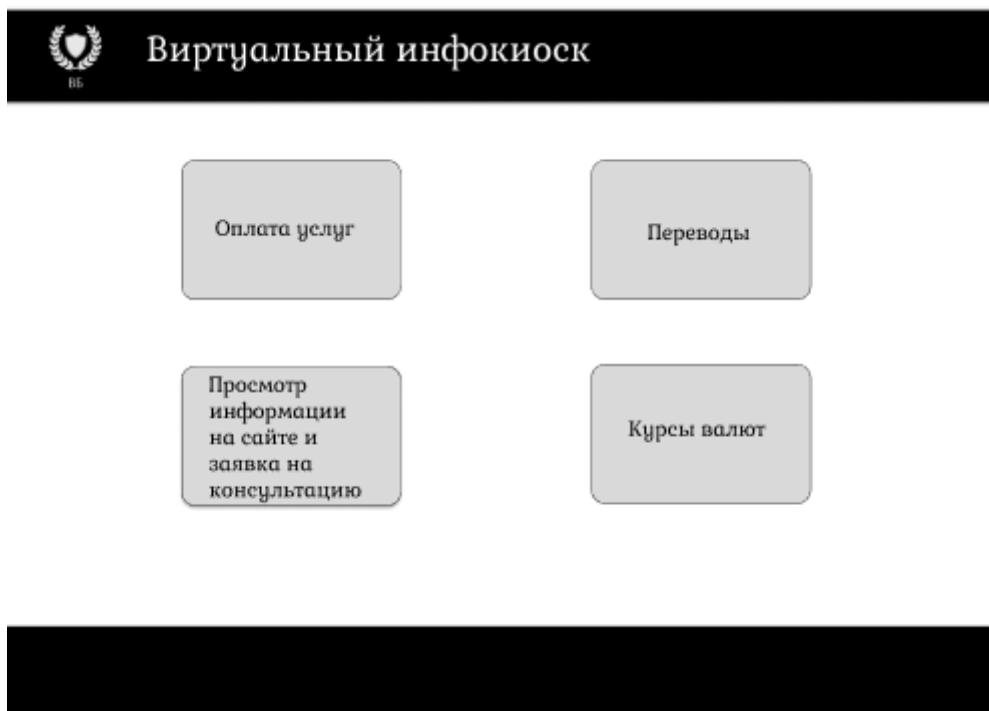 Виртуальный инфокиоск
ВБ
Оплата услуг
Переводы
Просмотр
информации
на сайте и
заявка на
консультацию
Курсы валют